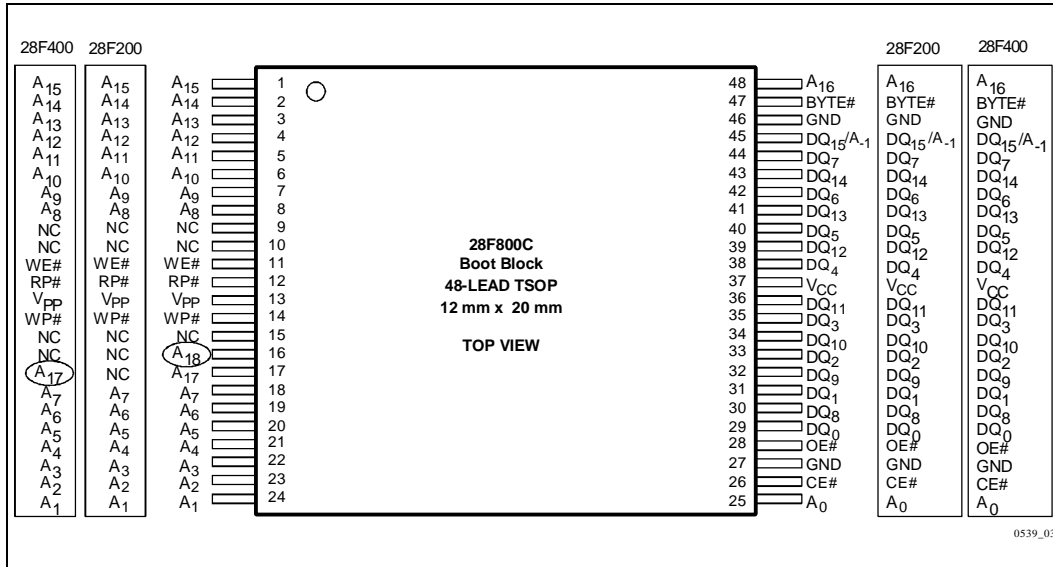 28F400 28F200 28F200 28F400
A15 A15 A15 1 48 A16 A16 A16
A14 A14 A14 2 47 BYTE# BYTE# BYTE#
A13 A13 A13 3 46 GND GND GND
A12 A12 A12 4 45 DQ15/A-1 DQ15/A-1 DQ15/A-1
A11 A11 A11 5 44 DQ7 DQ7 DQ7
A10 A10 A10 6 43 DQ14 DQ14 DQ14
A9 A9 A9 7 42 DQ6 DQ6 DQ6
A8 A8 A8 8 41 DQ13 DQ13 DQ13
NC NC NC 9 40 DQ5 DQ5 DQ5
NC NC NC 10 39 DQ12 DQ12 DQ12
WE# WE# WE# 11 38 DQ4 DQ4 DQ4
RP# RP# RP# 12 37 VCC VCC VCC
VPP VPP VPP 13 36 DQ11 DQ11 DQ11
WP# WP# WP# 14 35 DQ3 DQ3 DQ3
NC NC NC 15 34 DQ10 DQ10 DQ10
NC NC A18 16 33 DQ2 DQ2 DQ2
A17 NC A17 17 32 DQ9 DQ9 DQ9
A7 A7 A7 18 31 DQ1 DQ1 DQ1
A6 A6 A6 19 30 DQ8 DQ8 DQ8
A5 A5 A5 20 29 DQ0 DQ0 DQ0
A4 A4 A4 21 28 OE# OE# OE#
A3 A3 A3 22 27 GND GND GND
A2 A2 A2 23 26 CE# CE# CE#
A1 A1 A1 24 25 A0 A0 A0
28F800C
Boot Block
48-LEAD TSOP
12 mm x 20 mm
TOP VIEW